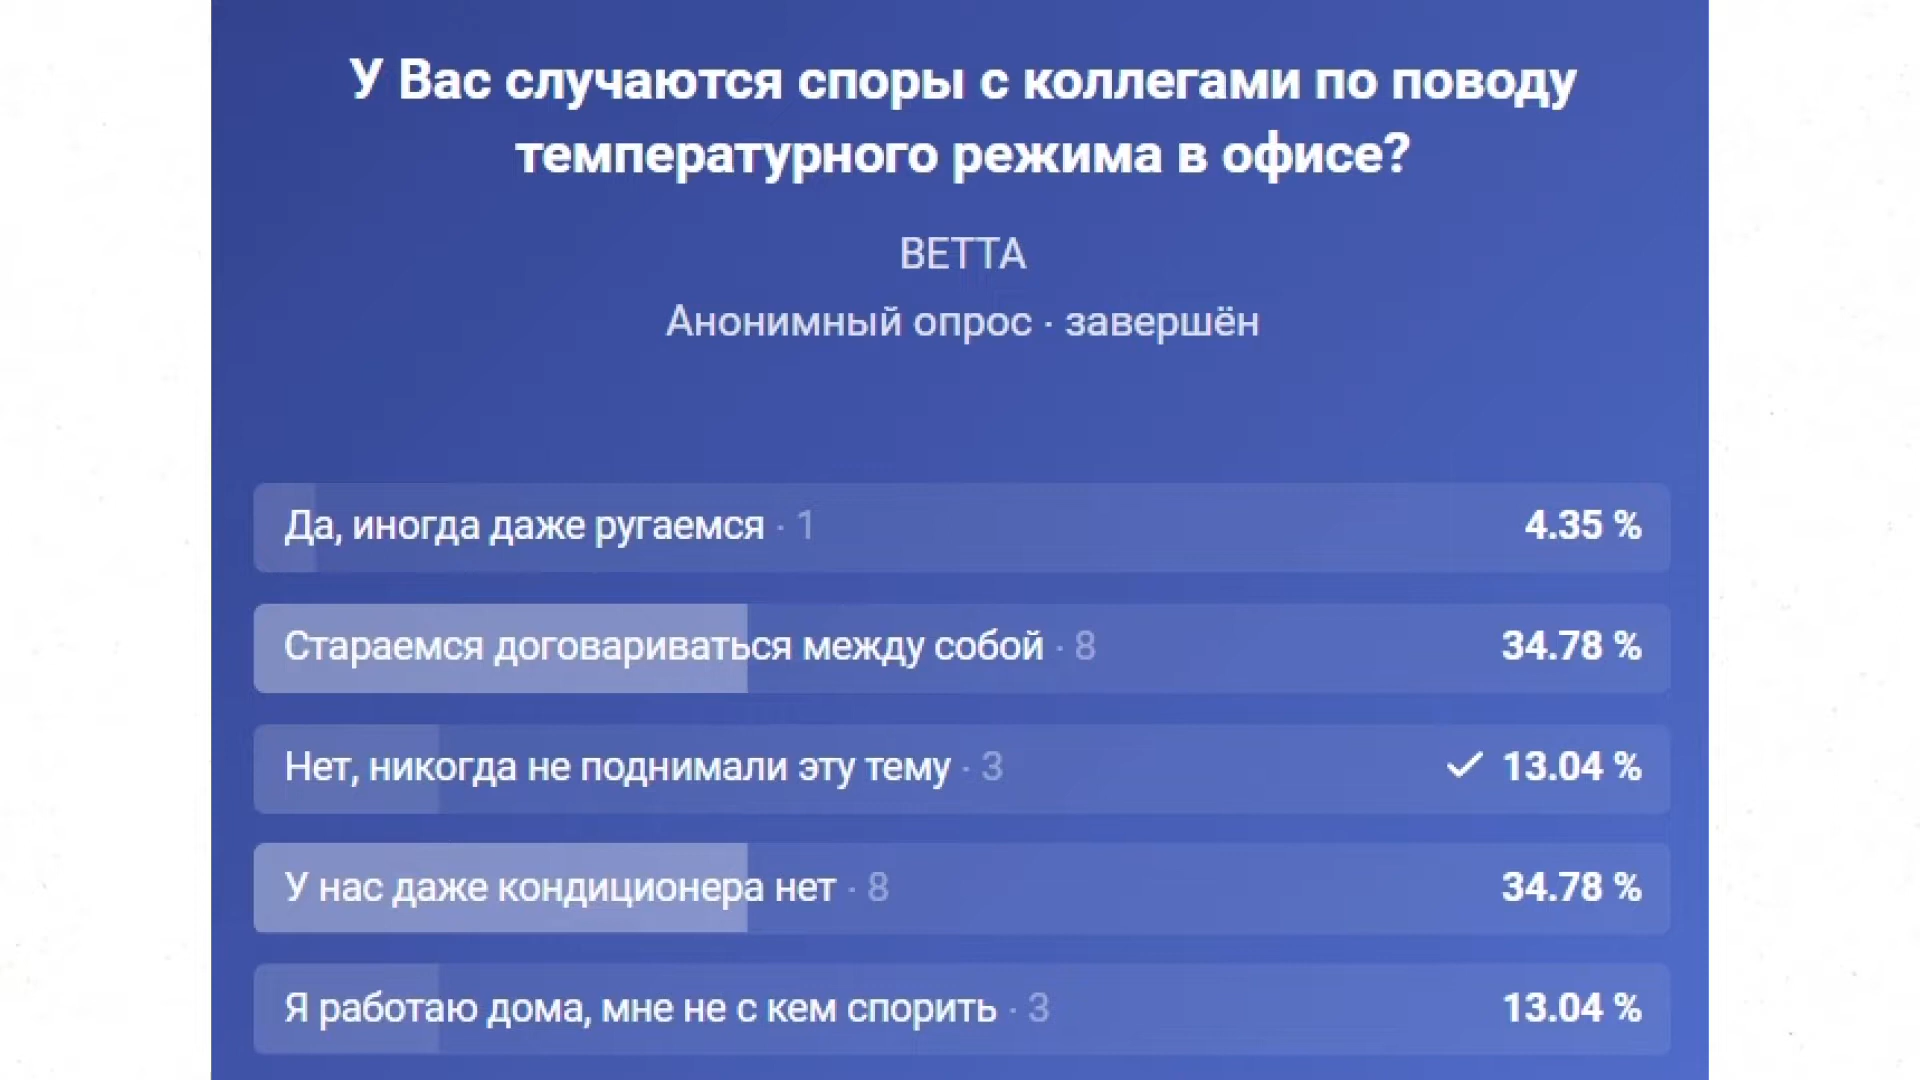 У Вас случаются споры с коллегами по поводу
температурного режима в офисе?
ВЕТТА
Анонимный опрос · завершён
Да, иногда даже ругаемся · 1 4.35 %
Стараемся договариваться между собой · 8 34.78 %
Нет, никогда не поднимали эту тему · 3 13.04 %
У нас даже кондиционера нет · 8 34.78 %
Я работаю дома, мне не с кем спорить · 3 13.04 %